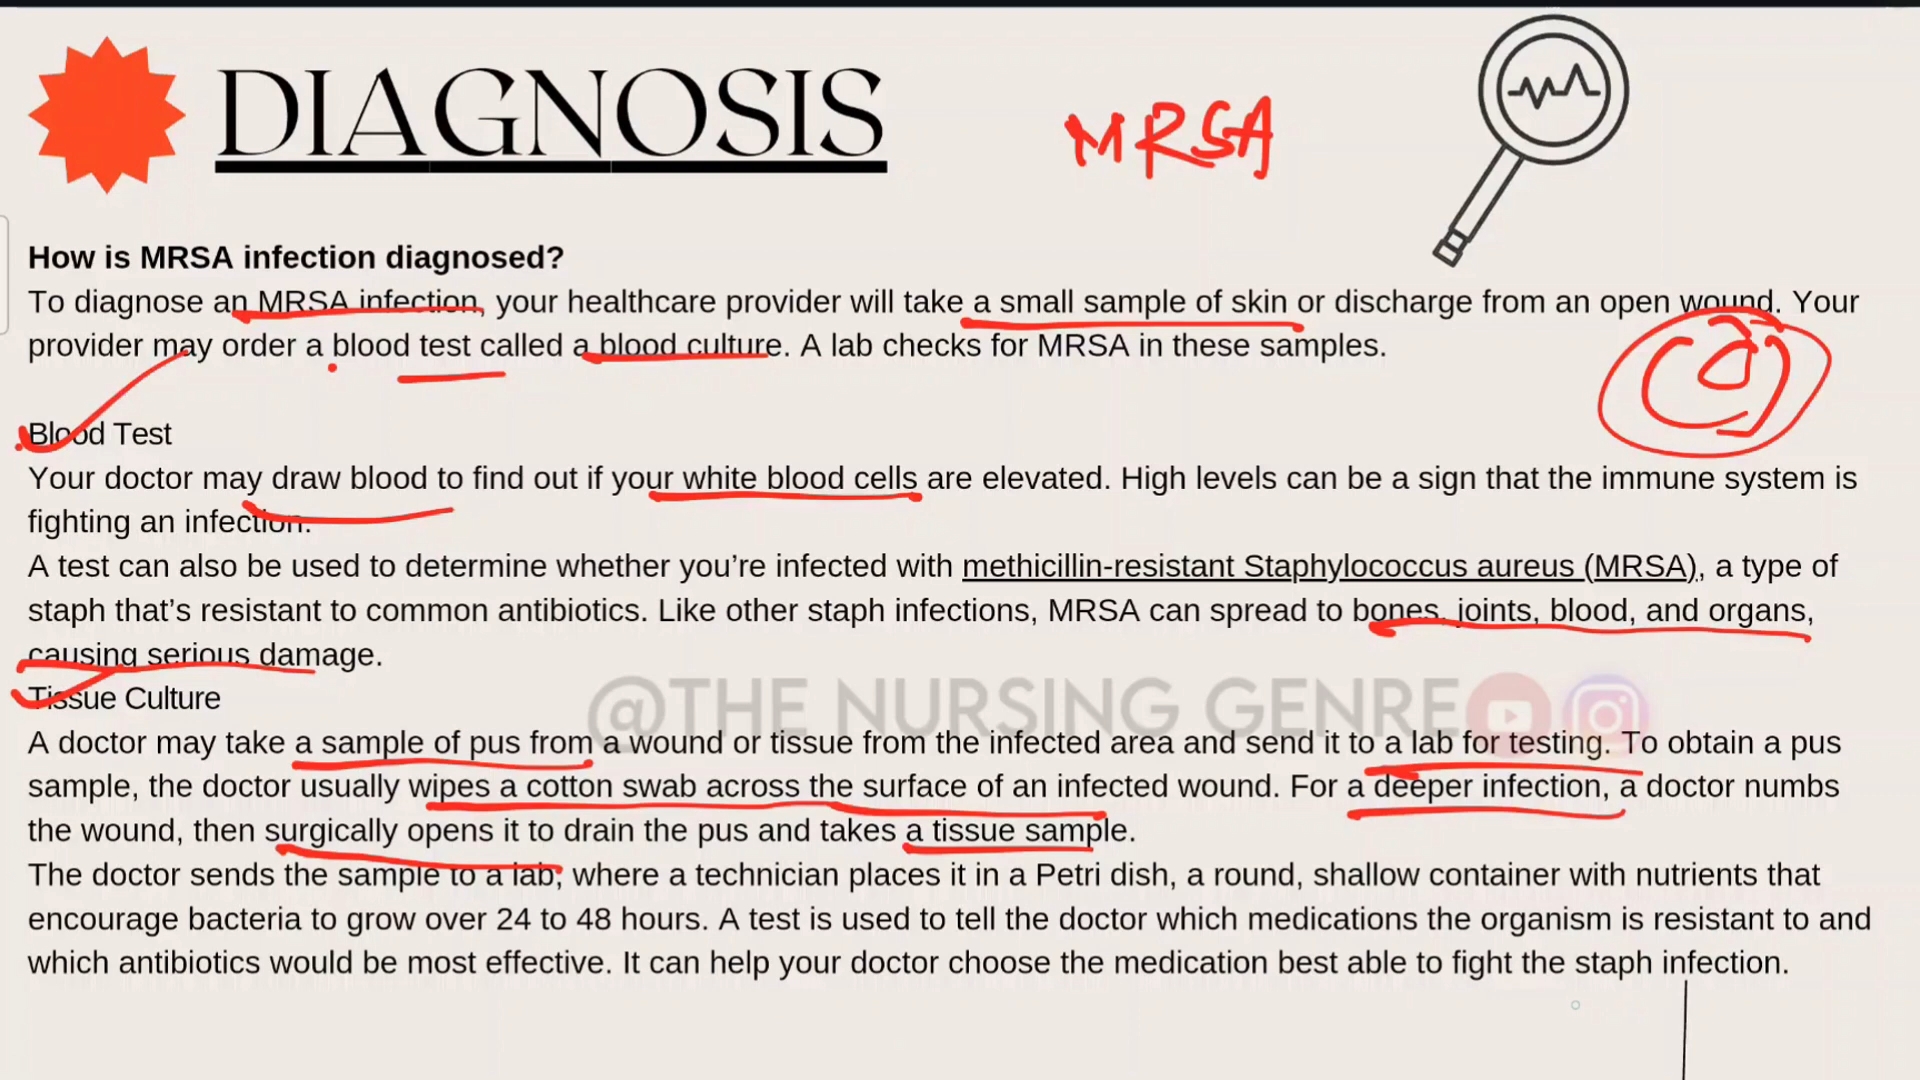 DIAGNOSIS
MRSA
How is MRSA infection diagnosed?
To diagnose an MRSA infection, your healthcare provider will take a small sample of skin or discharge from an open wound. Your
provider may order a blood test called a blood culture. A lab checks for MRSA in these samples.
Blood Test
Your doctor may draw blood to find out if your white blood cells are elevated. High levels can be a sign that the immune system is
fighting an infection.
A test can also be used to determine whether you’re infected with methicillin-resistant Staphylococcus aureus (MRSA), a type of
staph that’s resistant to common antibiotics. Like other staph infections, MRSA can spread to bones, joints, blood, and organs,
causing serious damage.
Tissue Culture
@THE NURSING GENRE
A doctor may take a sample of pus from a wound or tissue from the infected area and send it to a lab for testing. To obtain a pus
sample, the doctor usually wipes a cotton swab across the surface of an infected wound. For a deeper infection, a doctor numbs
the wound, then surgically opens it to drain the pus and takes a tissue sample.
The doctor sends the sample to a lab, where a technician places it in a Petri dish, a round, shallow container with nutrients that
encourage bacteria to grow over 24 to 48 hours. A test is used to tell the doctor which medications the organism is resistant to and
which antibiotics would be most effective. It can help your doctor choose the medication best able to fight the staph infection.